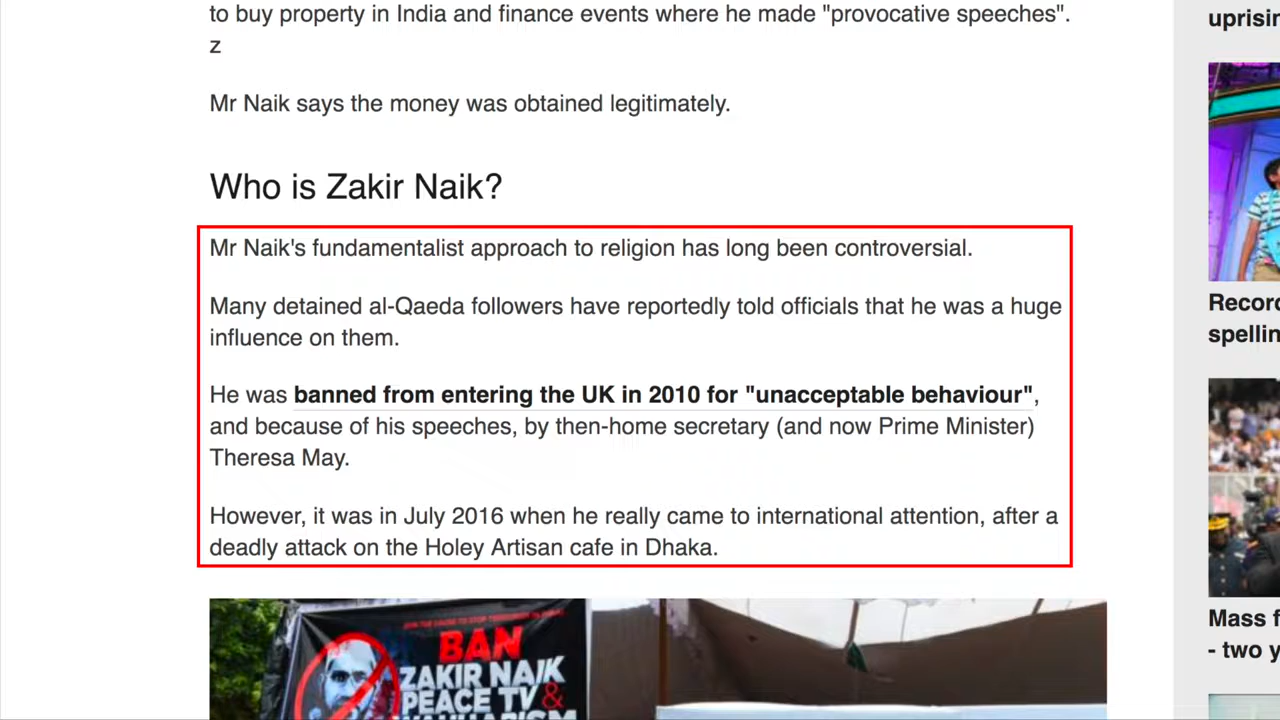 to buy property in India and finance events where he made "provocative speeches".
z
Mr Naik says the money was obtained legitimately.
Who is Zakir Naik?
Mr Naik's fundamentalist approach to religion has long been controversial.
Many detained al-Qaeda followers have reportedly told officials that he was a huge
influence on them.
He was banned from entering the UK in 2010 for "unacceptable behaviour",
and because of his speeches, by then-home secretary (and now Prime Minister)
Theresa May.
However, it was in July 2016 when he really came to international attention, after a
deadly attack on the Holey Artisan cafe in Dhaka.
BAN
ZAKIR NAIK
PEACE TV &
uprisin
Record
spellin
Mass f
- two y